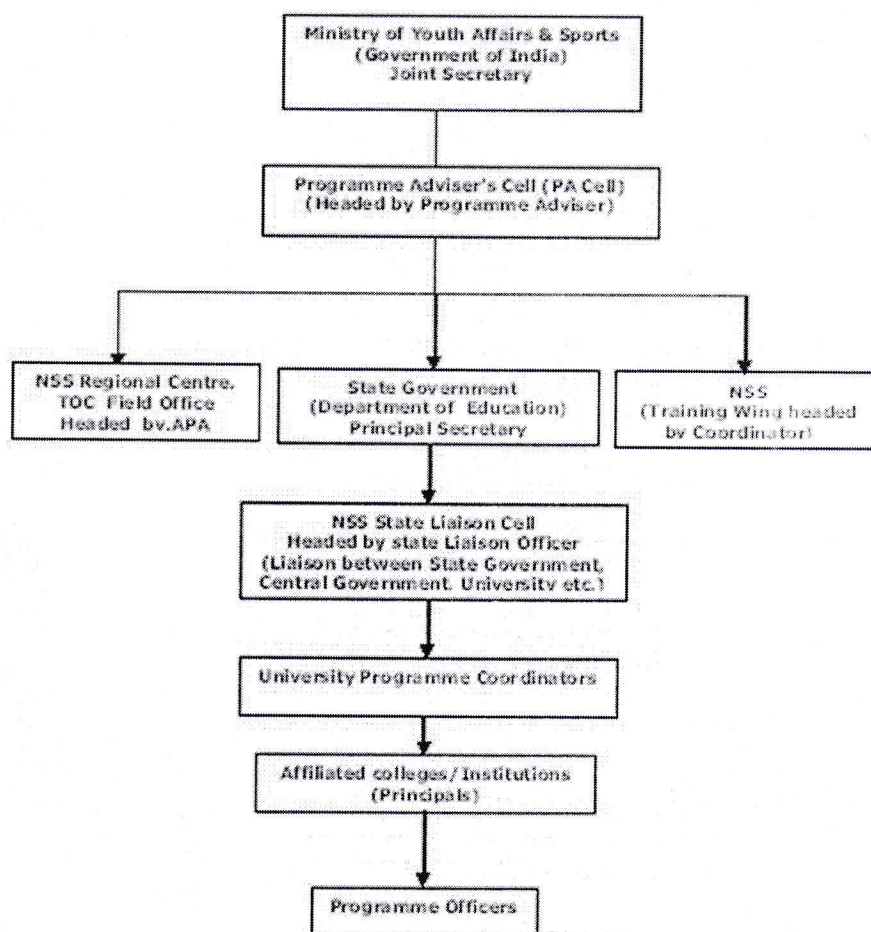 Ministry of Youth Affairs & Sports
(Government of India)
Joint Secretary
Programme Adviser's Cell (PA Cell)
(Headed by Programme Adviser)
NSS Regional Centre.
TOC Field Office
Headed by.APA
State Government
(Department of Education)
Principal Secretary
NSS
(Training Wing headed
by Coordinator)
NSS State Liaison Cell
Headed by state Liaison Officer
(Liaison between State Government,
Central Government, University etc.)
University Programme Coordinators
Affiliated colleges/Institutions
(Principals)
Programme Officers